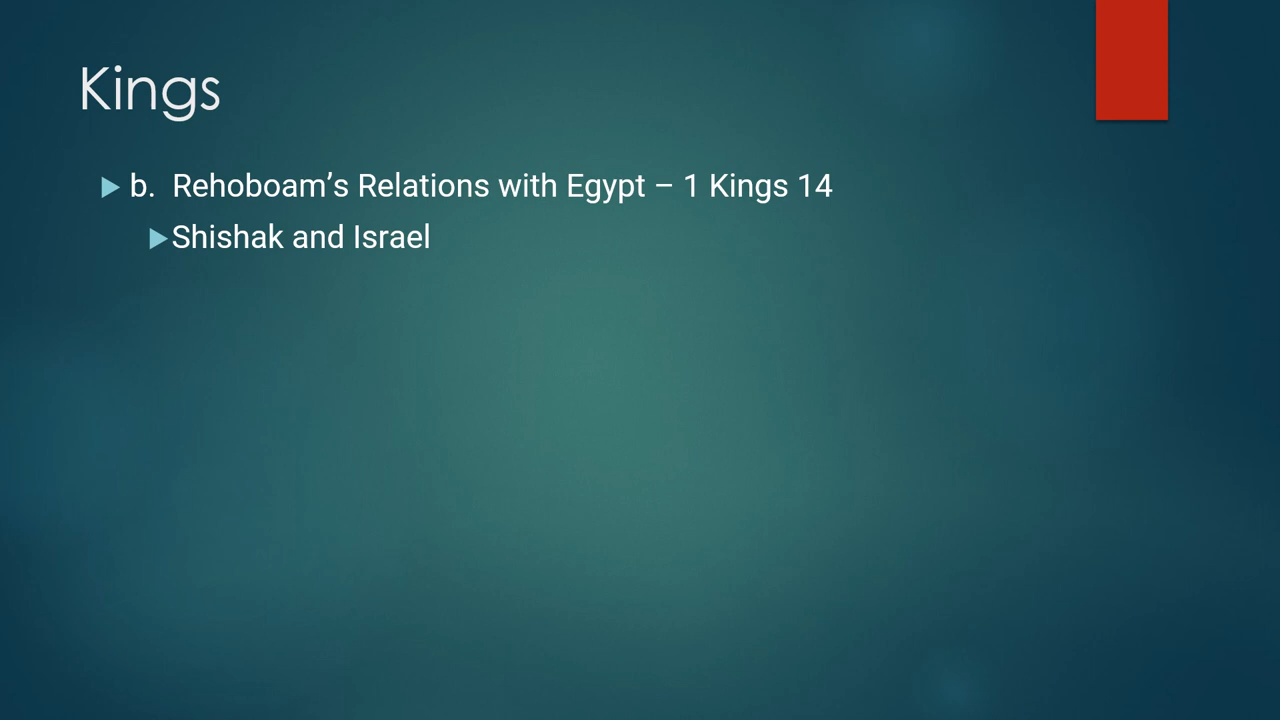 Kings
b.  Rehoboam’s Relations with Egypt – 1 Kings 14
Shishak and Israel